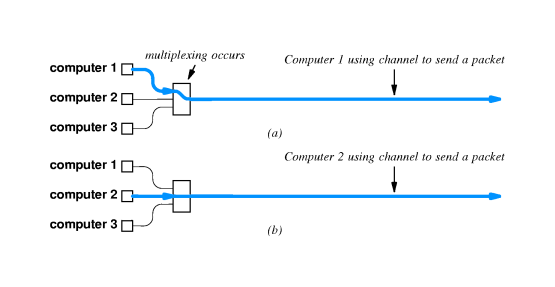 multiplexing occurs
Computer 1 using channel to send a packet
computer 1
computer 2
computer 3
(a)
Computer 2 using channel to send a packet
computer 1
computer 2
computer 3
(b)